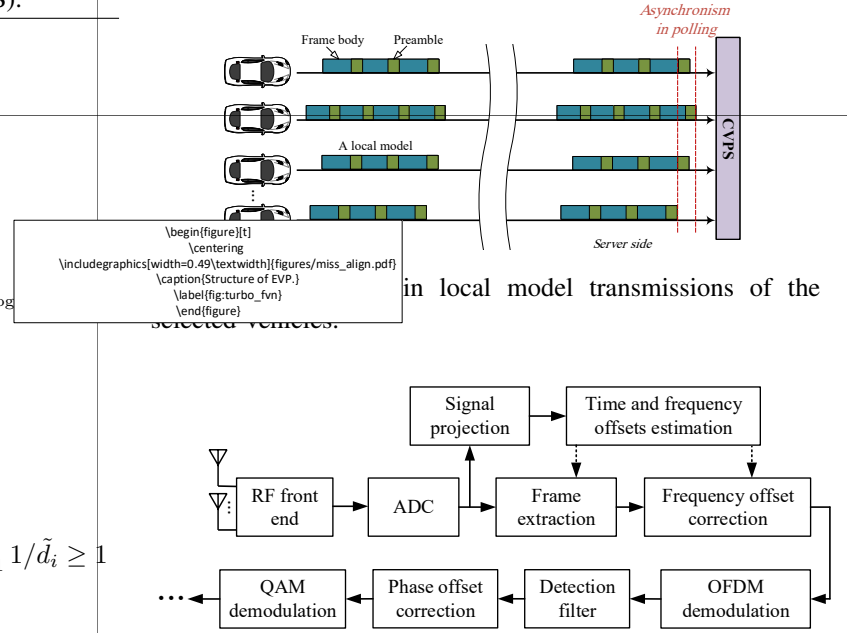 s).
Asynchronism
in polling
Frame body
Preamble
CVPS
A local model
Server side
\begin{figure}[t]
\centering
\includegraphics[width=0.49\textwidth]{figures/miss_align.pdf}
\caption{Structure of EVP.}
\label{fig:turbo_fvn}
\end{figure}
og
in local model transmissions of the
selected vehicles.
Signal
projection
Time and frequency
offsets estimation
RF front
end
ADC
Frame
extraction
Frequency offset
correction
1/d̃ᵢ ≥ 1
QAM
demodulation
Phase offset
correction
Detection
filter
OFDM
demodulation